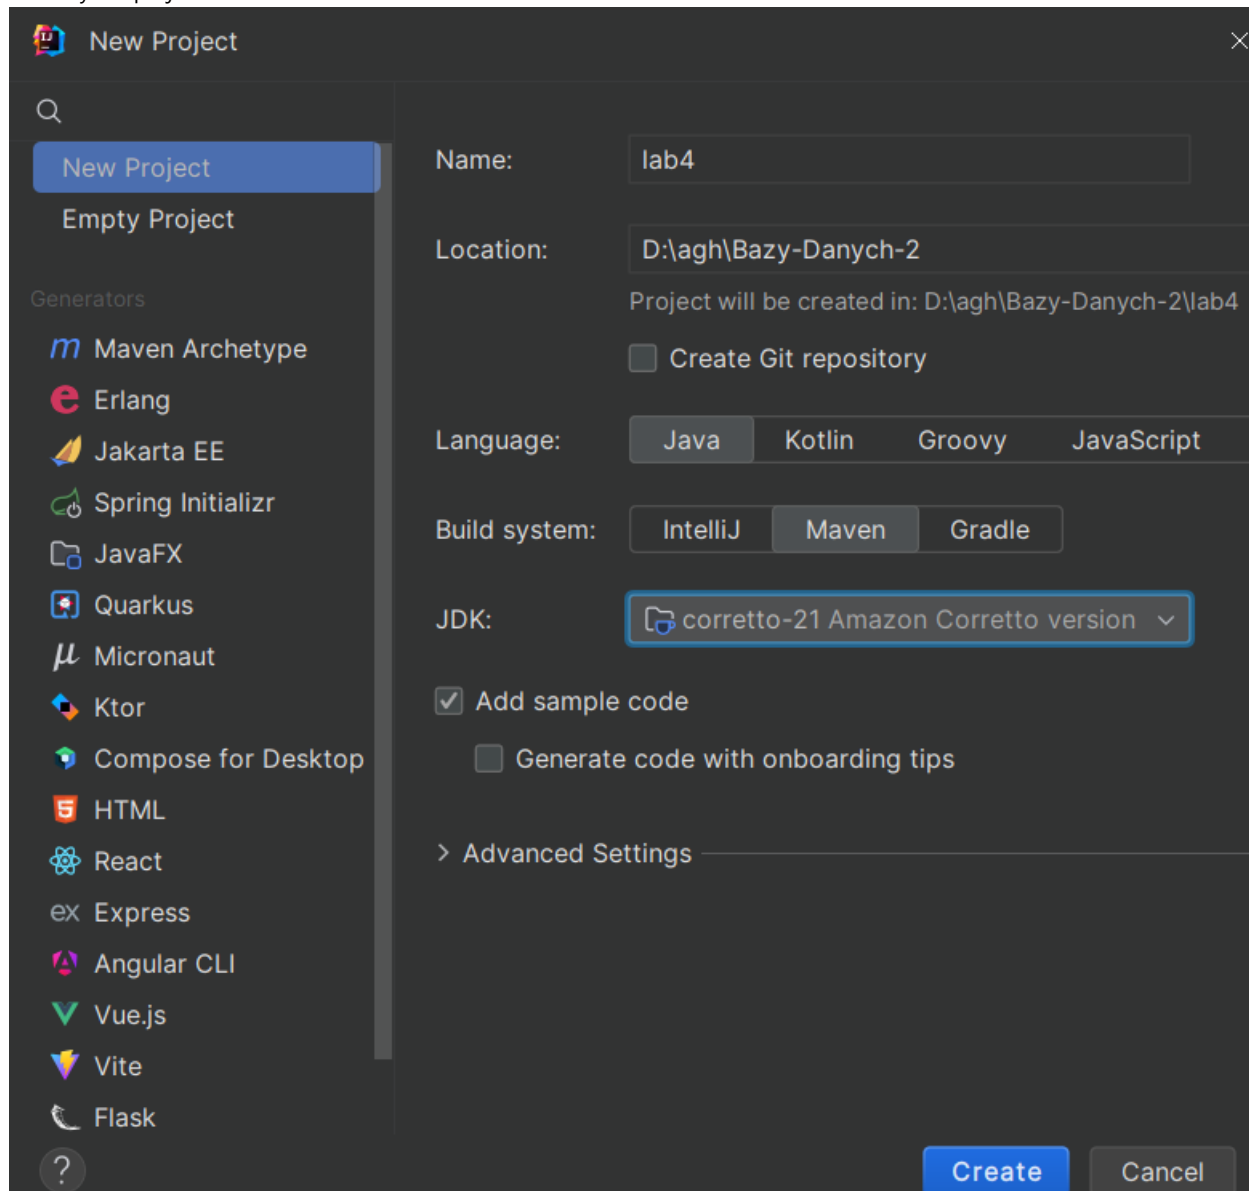 New Project
New Project
Empty Project
Generators
Maven Archetype
Erlang
Jakarta EE
Spring Initializr
JavaFX
Quarkus
Micronaut
Ktor
Compose for Desktop
HTML
React
Express
Angular CLI
Vue.js
Vite
Flask
Name: lab4
Location: D:\agh\Bazy-Danych-2
Project will be created in: D:\agh\Bazy-Danych-2\lab4
Create Git repository
Language: Java Kotlin Groovy JavaScript
Build system: IntelliJ Maven Gradle
JDK: corretto-21 Amazon Corretto version
Add sample code
Generate code with onboarding tips
Advanced Settings
? Create Cancel